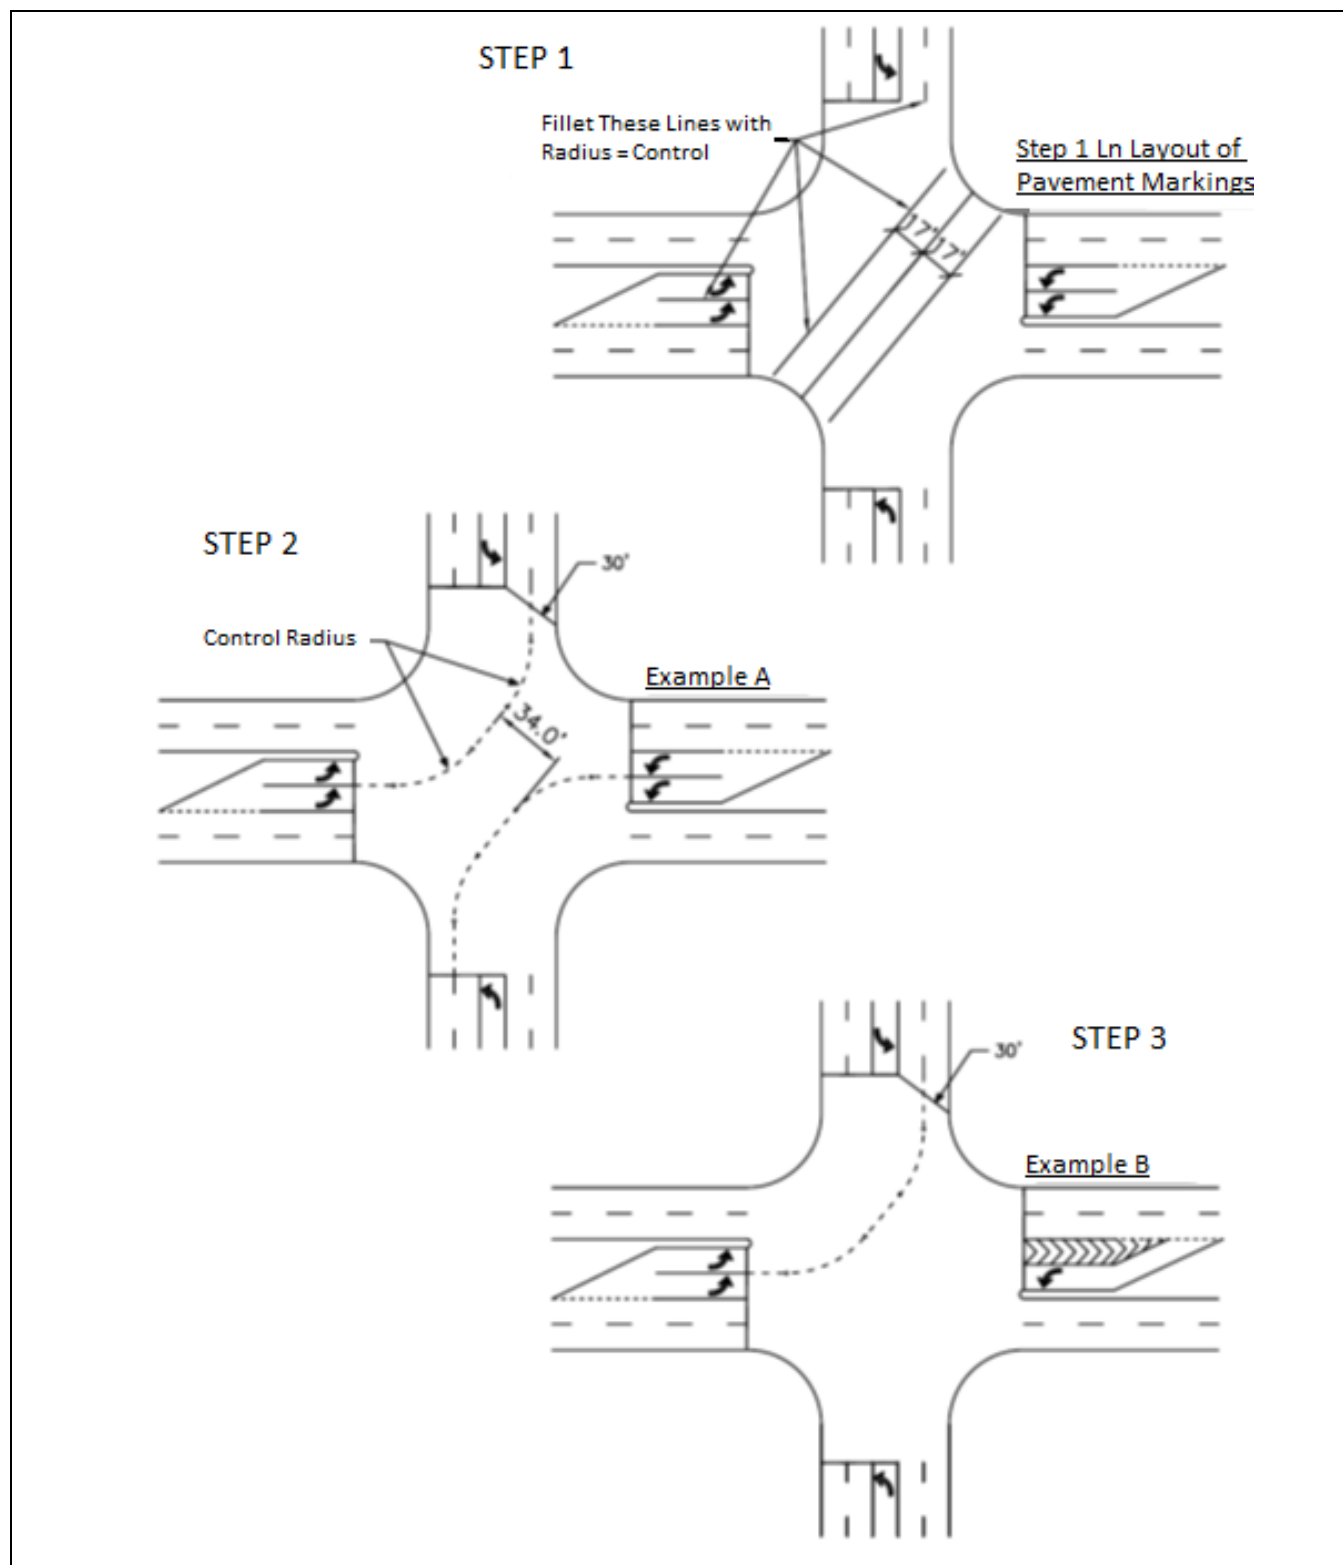 STEP 1
Fillet These Lines with
Radius = Control
Step 1 Ln Layout of
Pavement Markings
17'
17'
STEP 2
30'
Control Radius
Example A
34.0'
STEP 3
30'
Example B